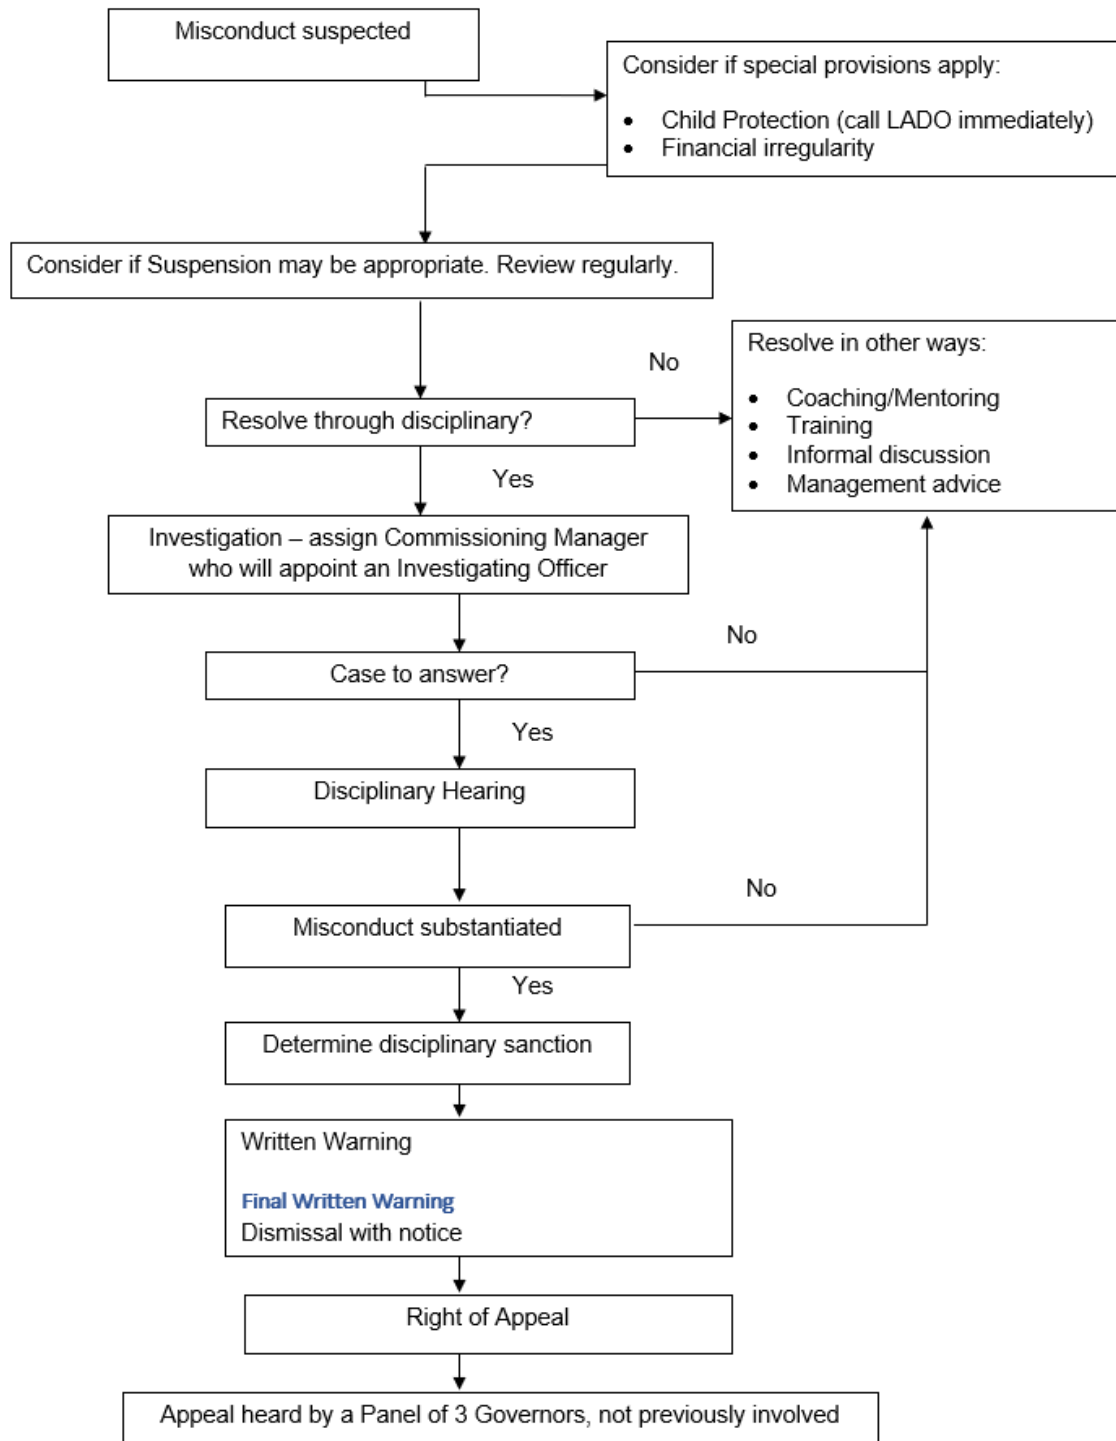 Misconduct suspected
Consider if special provisions apply:
• Child Protection (call LADO immediately)
• Financial irregularity
Consider if Suspension may be appropriate. Review regularly.
No
Resolve in other ways:
• Coaching/Mentoring
• Training
• Informal discussion
• Management advice
Resolve through disciplinary?
Yes
Investigation – assign Commissioning Manager
who will appoint an Investigating Officer
No
Case to answer?
Yes
Disciplinary Hearing
No
Misconduct substantiated
Yes
Determine disciplinary sanction
Written Warning
Final Written Warning
Dismissal with notice
Right of Appeal
Appeal heard by a Panel of 3 Governors, not previously involved